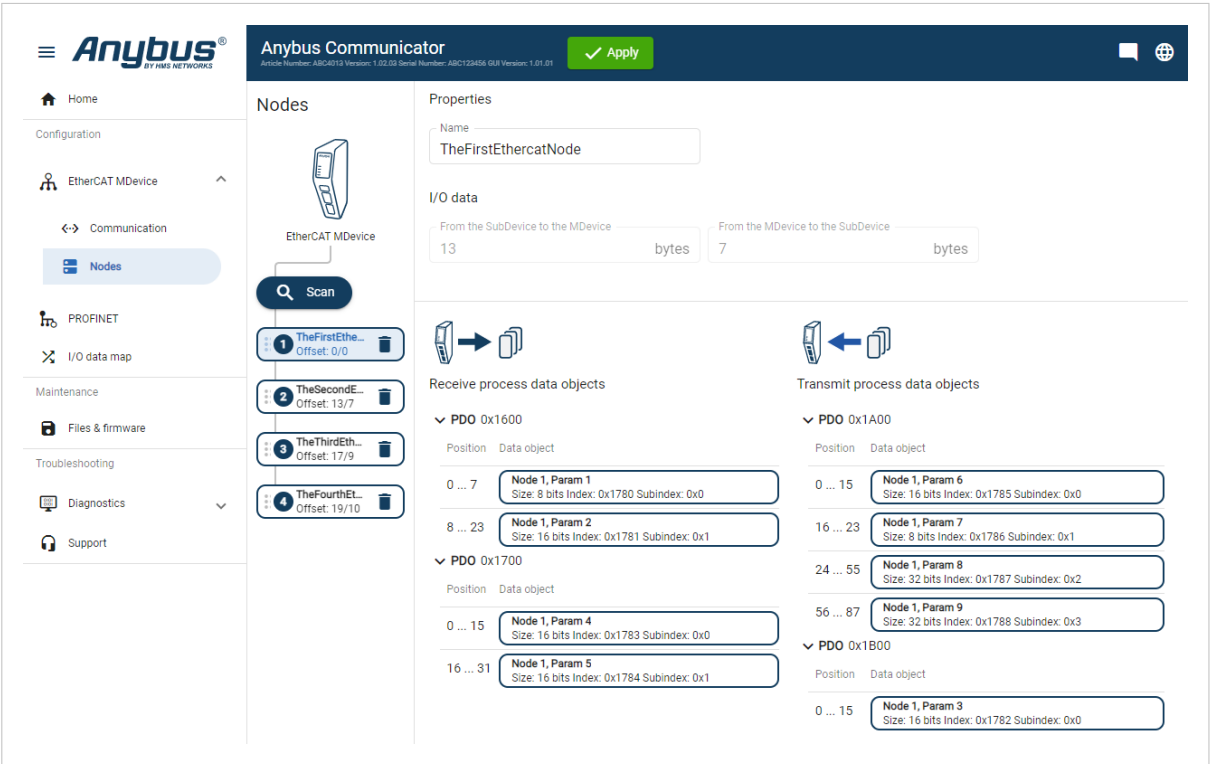 Anybus®
BY HMS NETWORKS
Anybus Communicator
Article Number: ABC4013 Version: 1.02.03 Serial Number: ABC123456 GUI Version: 1.01.01
Apply
Home
Configuration
EtherCAT MDevice
Communication
Nodes
PROFINET
I/O data map
Maintenance
Files & firmware
Troubleshooting
Diagnostics
Support
Nodes
EtherCAT MDevice
Scan
1 TheFirstEthe...
Offset: 0/0
2 TheSecondE...
Offset: 13/7
3 TheThirdEth...
Offset: 17/9
4 TheFourthEt...
Offset: 19/10
Properties
Name
TheFirstEthercatNode
I/O data
From the SubDevice to the MDevice
13 bytes
From the MDevice to the SubDevice
7 bytes
Receive process data objects
PDO 0x1600
Position Data object
0 ... 7 Node 1, Param 1
Size: 8 bits Index: 0x1780 Subindex: 0x0
8 ... 23 Node 1, Param 2
Size: 16 bits Index: 0x1781 Subindex: 0x1
PDO 0x1700
Position Data object
0 ... 15 Node 1, Param 4
Size: 16 bits Index: 0x1783 Subindex: 0x0
16 ... 31 Node 1, Param 5
Size: 16 bits Index: 0x1784 Subindex: 0x1
Transmit process data objects
PDO 0x1A00
Position Data object
0 ... 15 Node 1, Param 6
Size: 16 bits Index: 0x1785 Subindex: 0x0
16 ... 23 Node 1, Param 7
Size: 8 bits Index: 0x1786 Subindex: 0x1
24 ... 55 Node 1, Param 8
Size: 32 bits Index: 0x1787 Subindex: 0x2
56 ... 87 Node 1, Param 9
Size: 32 bits Index: 0x1788 Subindex: 0x3
PDO 0x1B00
Position Data object
0 ... 15 Node 1, Param 3
Size: 16 bits Index: 0x1782 Subindex: 0x0